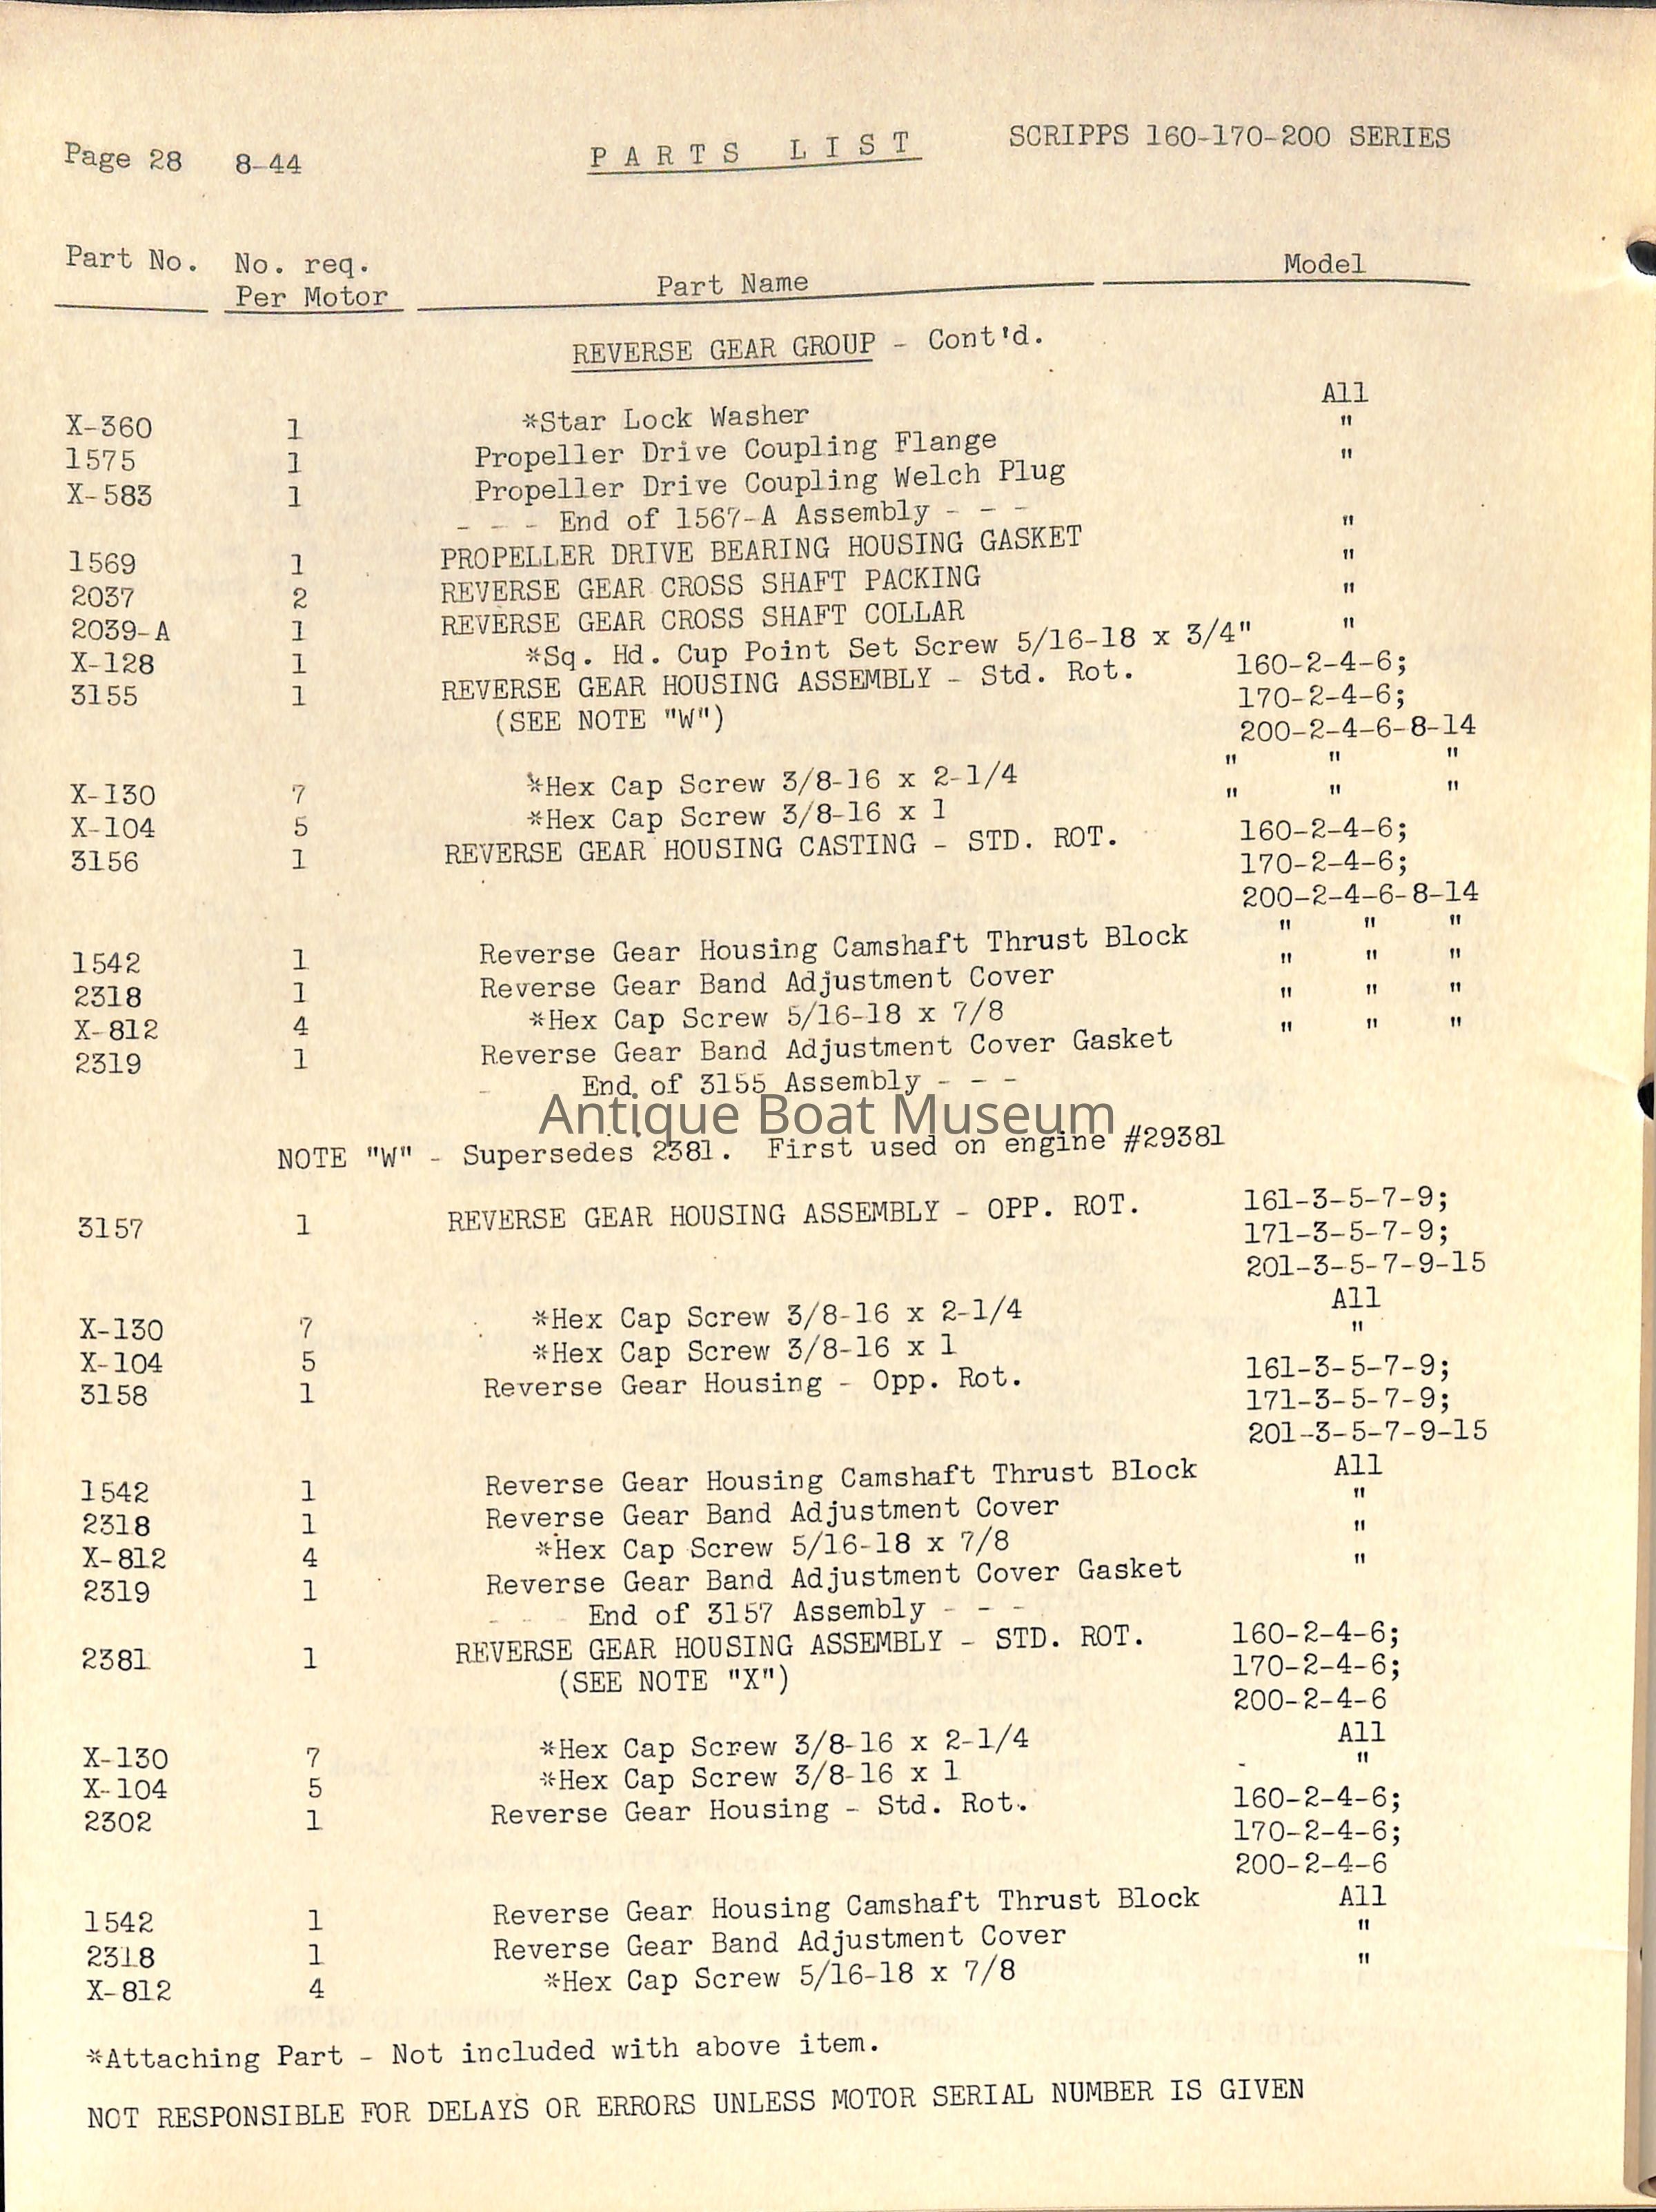 Page 28 8-44 PARTS LIST SCRIPPS 160-170-200 SERIES
Part No. No. req. Per Motor Part Name Model
REVERSE GEAR GROUP - Cont'd.
X-360 1 *Star Lock Washer All
1575 1 Propeller Drive Coupling Flange "
X-583 1 Propeller Drive Coupling Welch Plug "
- - - End of 1567-A Assembly - - -
1569 1 PROPELLER DRIVE BEARING HOUSING GASKET "
2037 2 REVERSE GEAR CROSS SHAFT PACKING "
2039-A 1 REVERSE GEAR CROSS SHAFT COLLAR "
X-128 1 *Sq. Hd. Cup Point Set Screw 5/16-18 x 3/4" "
3155 1 REVERSE GEAR HOUSING ASSEMBLY - Std. Rot. 160-2-4-6;
(SEE NOTE "W") 170-2-4-6;
200-2-4-6-8-14
X-130 7 *Hex Cap Screw 3/8-16 x 2-1/4 " " "
X-104 5 *Hex Cap Screw 3/8-16 x 1 " " "
3156 1 REVERSE GEAR HOUSING CASTING - STD. ROT. 160-2-4-6;
170-2-4-6;
200-2-4-6-8-14
1542 1 Reverse Gear Housing Camshaft Thrust Block " " "
2318 1 Reverse Gear Band Adjustment Cover " " "
X-812 4 *Hex Cap Screw 5/16-18 x 7/8 " " "
2319 1 Reverse Gear Band Adjustment Cover Gasket " " "
- End of 3155 Assembly - - -
Antique Boat Museum
NOTE "W" - Supersedes 2381. First used on engine #29381
3157 1 REVERSE GEAR HOUSING ASSEMBLY - OPP. ROT. 161-3-5-7-9;
171-3-5-7-9;
201-3-5-7-9-15
X-130 7 *Hex Cap Screw 3/8-16 x 2-1/4 All
X-104 5 *Hex Cap Screw 3/8-16 x 1 "
3158 1 Reverse Gear Housing - Opp. Rot. 161-3-5-7-9;
171-3-5-7-9;
201-3-5-7-9-15
1542 1 Reverse Gear Housing Camshaft Thrust Block All
2318 1 Reverse Gear Band Adjustment Cover "
X-812 4 *Hex Cap Screw 5/16-18 x 7/8 "
2319 1 Reverse Gear Band Adjustment Cover Gasket "
- - - End of 3157 Assembly - - -
2381 1 REVERSE GEAR HOUSING ASSEMBLY - STD. ROT. 160-2-4-6;
(SEE NOTE "X") 170-2-4-6;
200-2-4-6
X-130 7 *Hex Cap Screw 3/8-16 x 2-1/4 All
X-104 5 *Hex Cap Screw 3/8-16 x 1 "
2302 1 Reverse Gear Housing - Std. Rot. 160-2-4-6;
170-2-4-6;
200-2-4-6
1542 1 Reverse Gear Housing Camshaft Thrust Block All
2318 1 Reverse Gear Band Adjustment Cover "
X-812 4 *Hex Cap Screw 5/16-18 x 7/8 "
*Attaching Part - Not included with above item.
NOT RESPONSIBLE FOR DELAYS OR ERRORS UNLESS MOTOR SERIAL NUMBER IS GIVEN